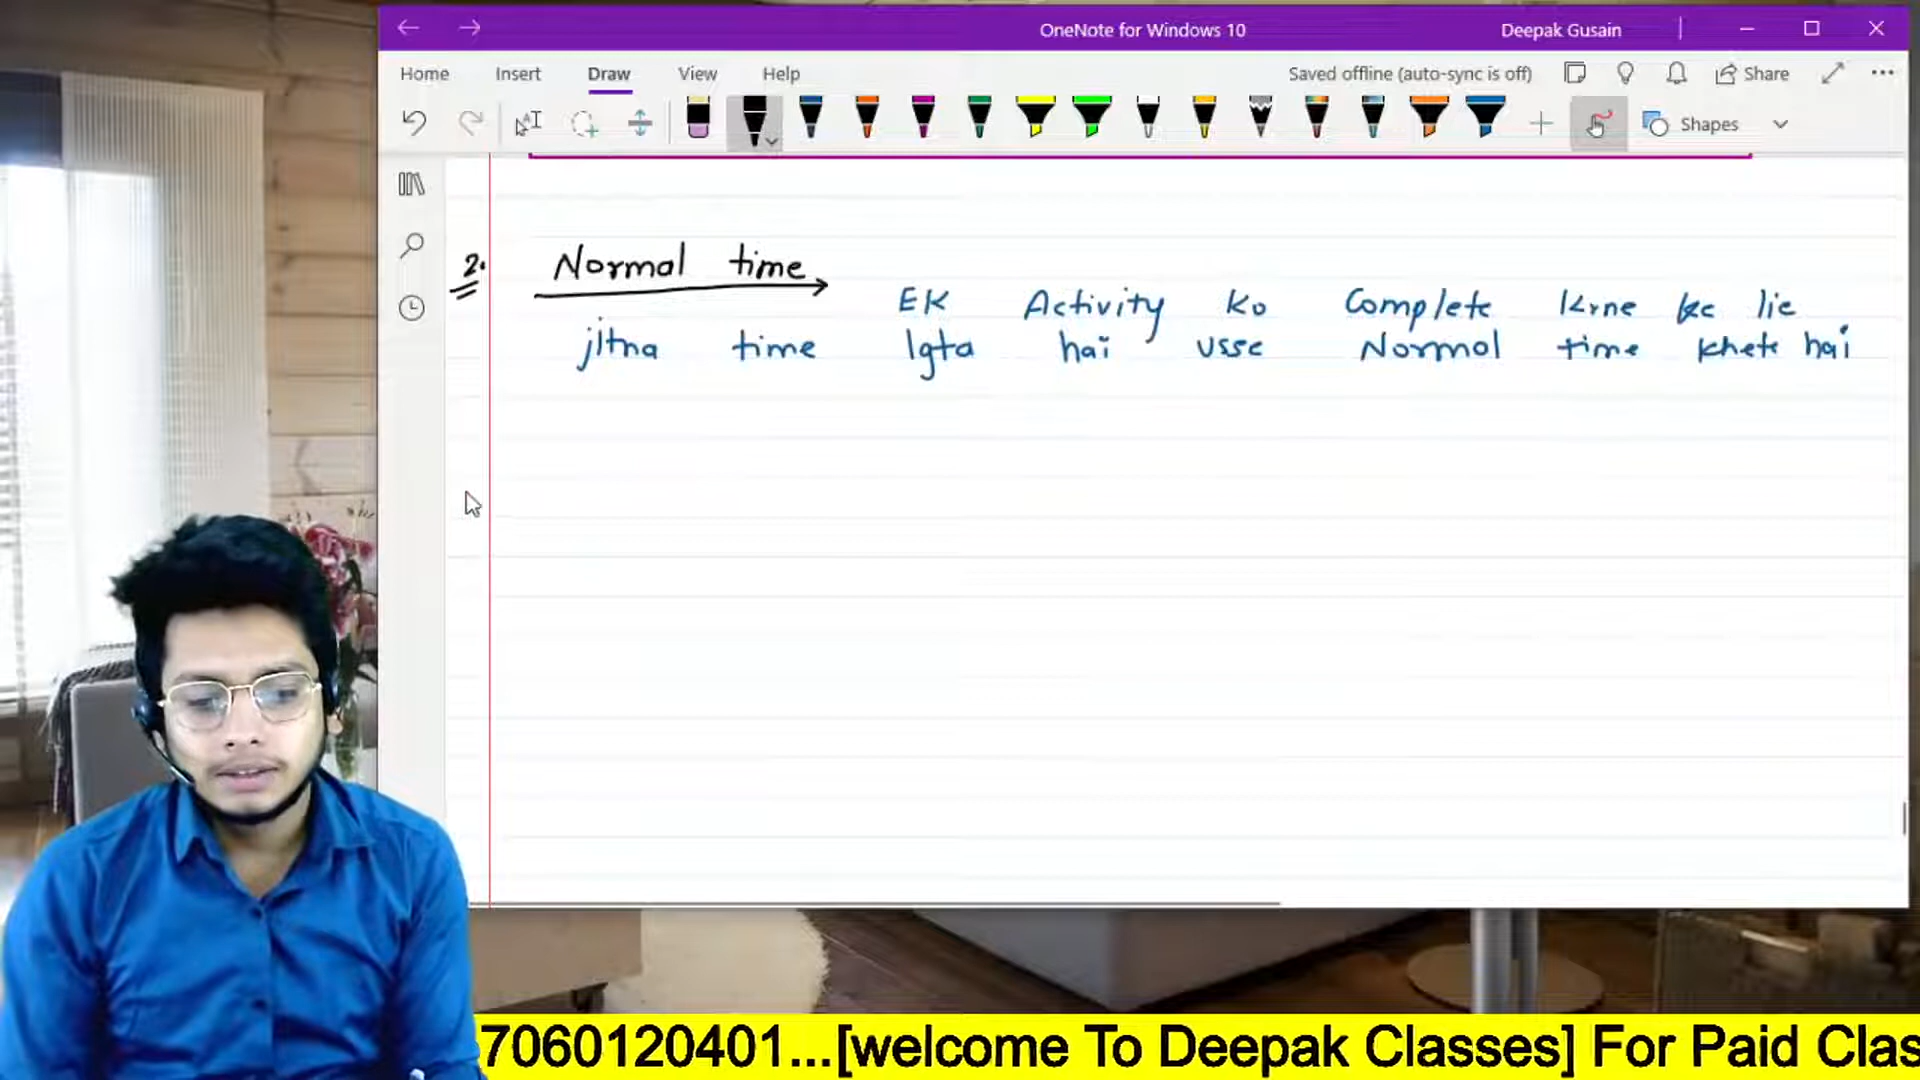 OneNote for Windows 10
Deepak Gusain
Home Insert Draw View Help
Saved offline (auto-sync is off)
Share
Shapes
2. Normal time
EK Activity ko Complete Krne ke lie
jitna time lgta hai usse Normal time khete hai
7060120401...[welcome To Deepak Classes] For Paid Clas